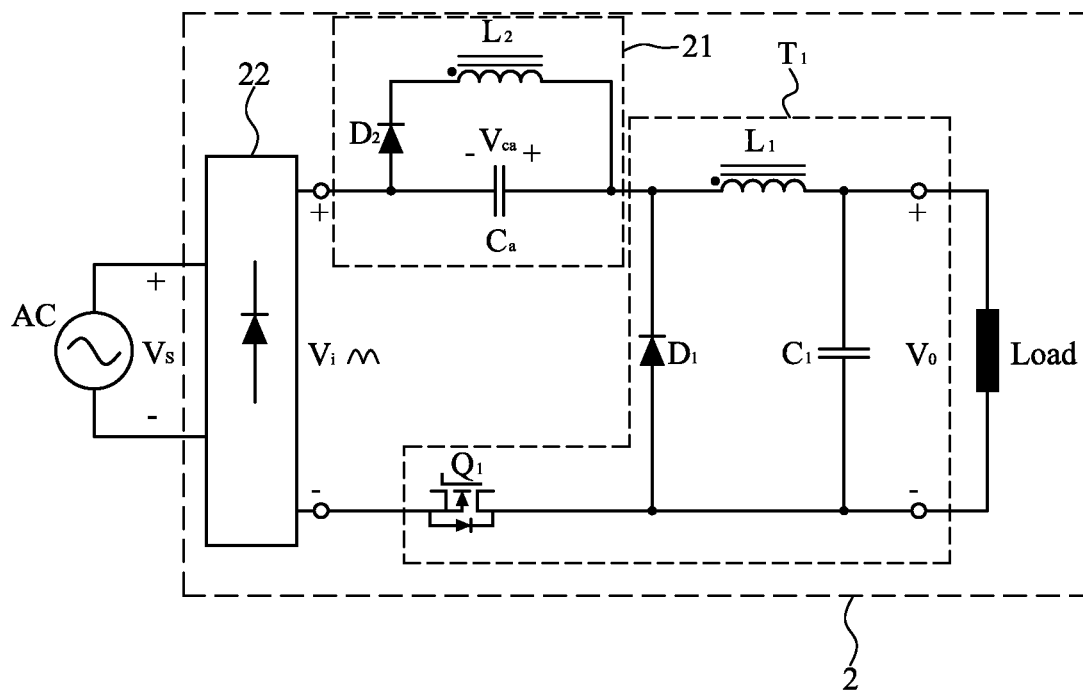 L2
21
T1
22
D2
- Vca +
L1
+
+
Ca
AC
+
Vs
Vi
D1
C1
V0
Load
-
Q1
-
-
2